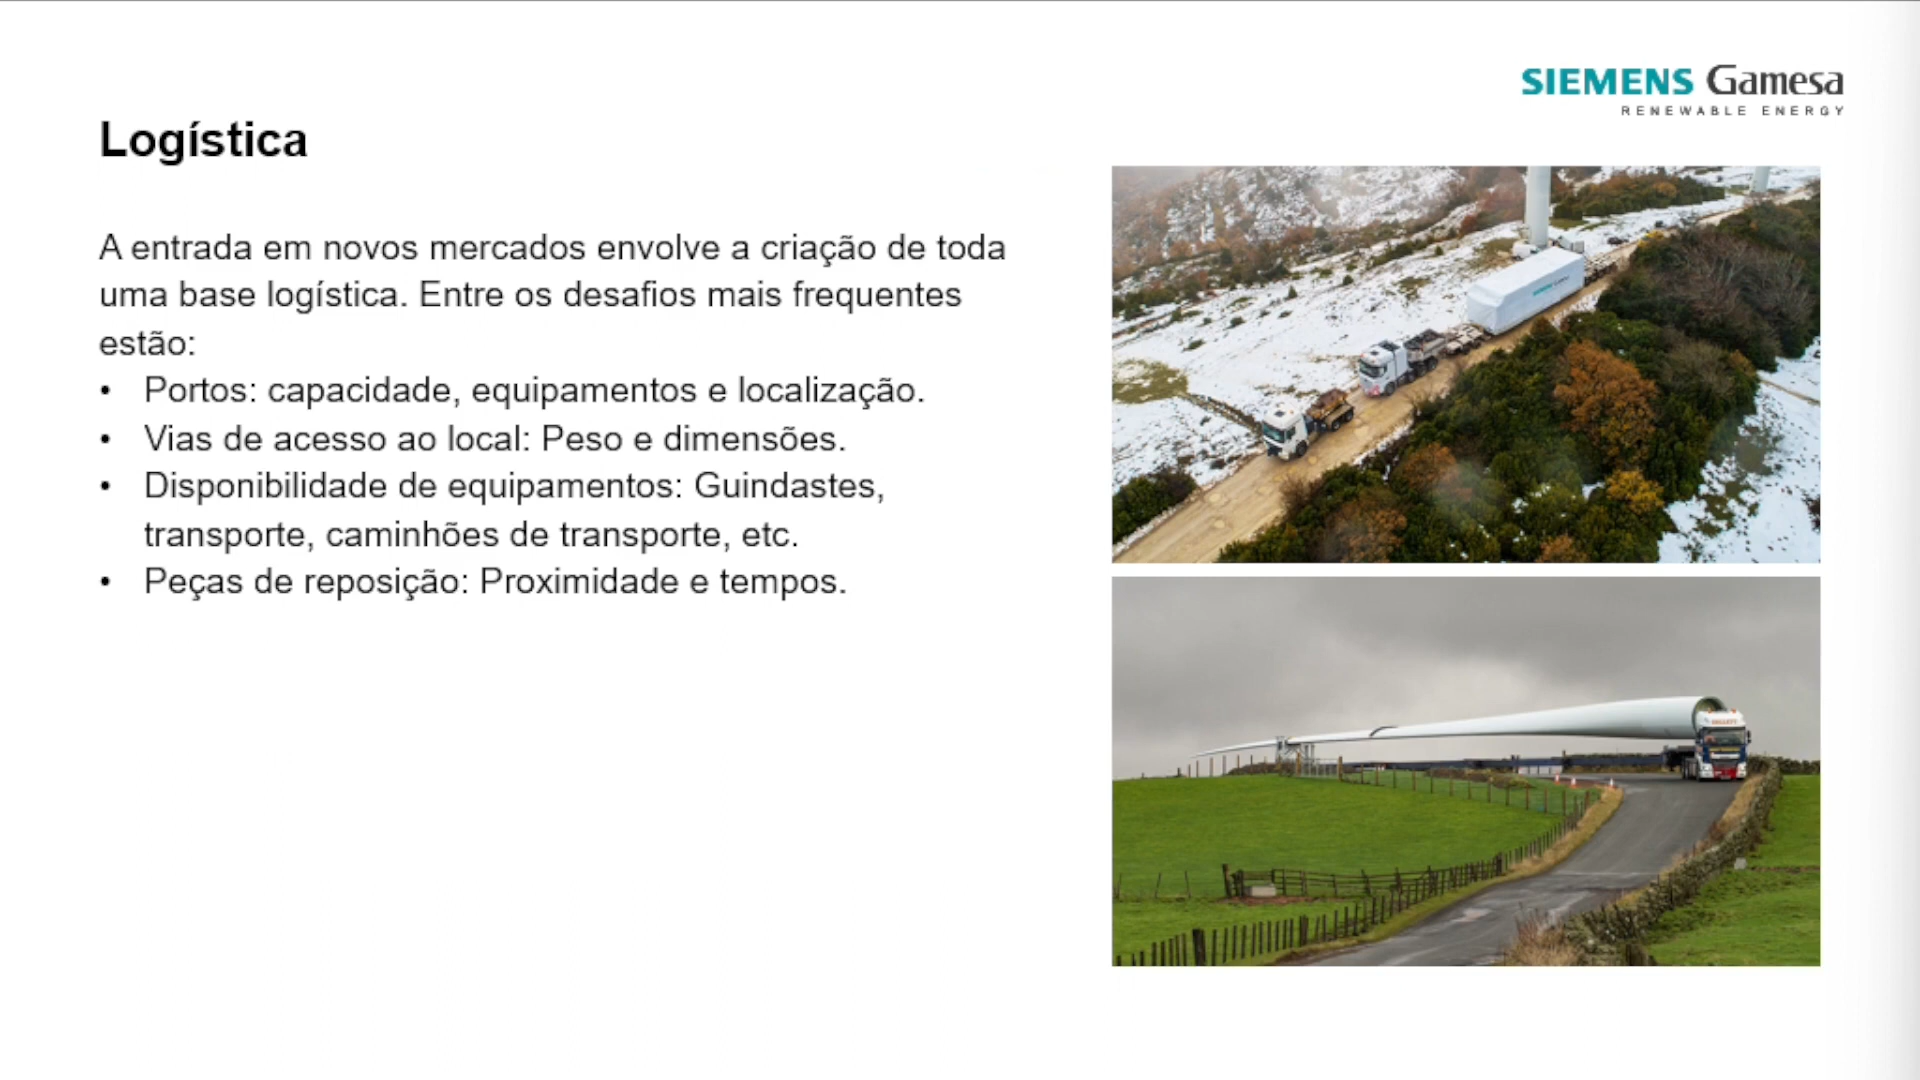 SIEMENS Gamesa
RENEWABLE ENERGY
Logística
A entrada em novos mercados envolve a criação de toda
uma base logística. Entre os desafios mais frequentes
estão:
• Portos: capacidade, equipamentos e localização.
• Vias de acesso ao local: Peso e dimensões.
• Disponibilidade de equipamentos: Guindastes,
transporte, caminhões de transporte, etc.
• Peças de reposição: Proximidade e tempos.